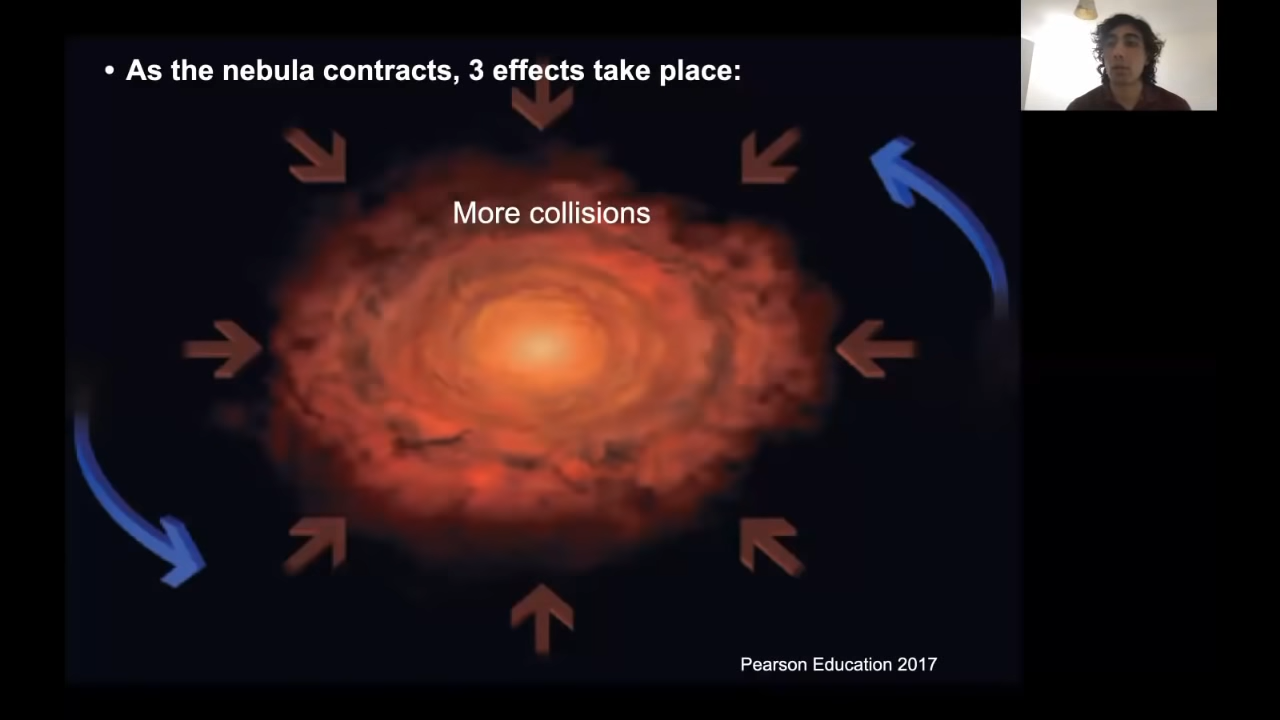 • As the nebula contracts, 3 effects take place:
More collisions
Pearson Education 2017